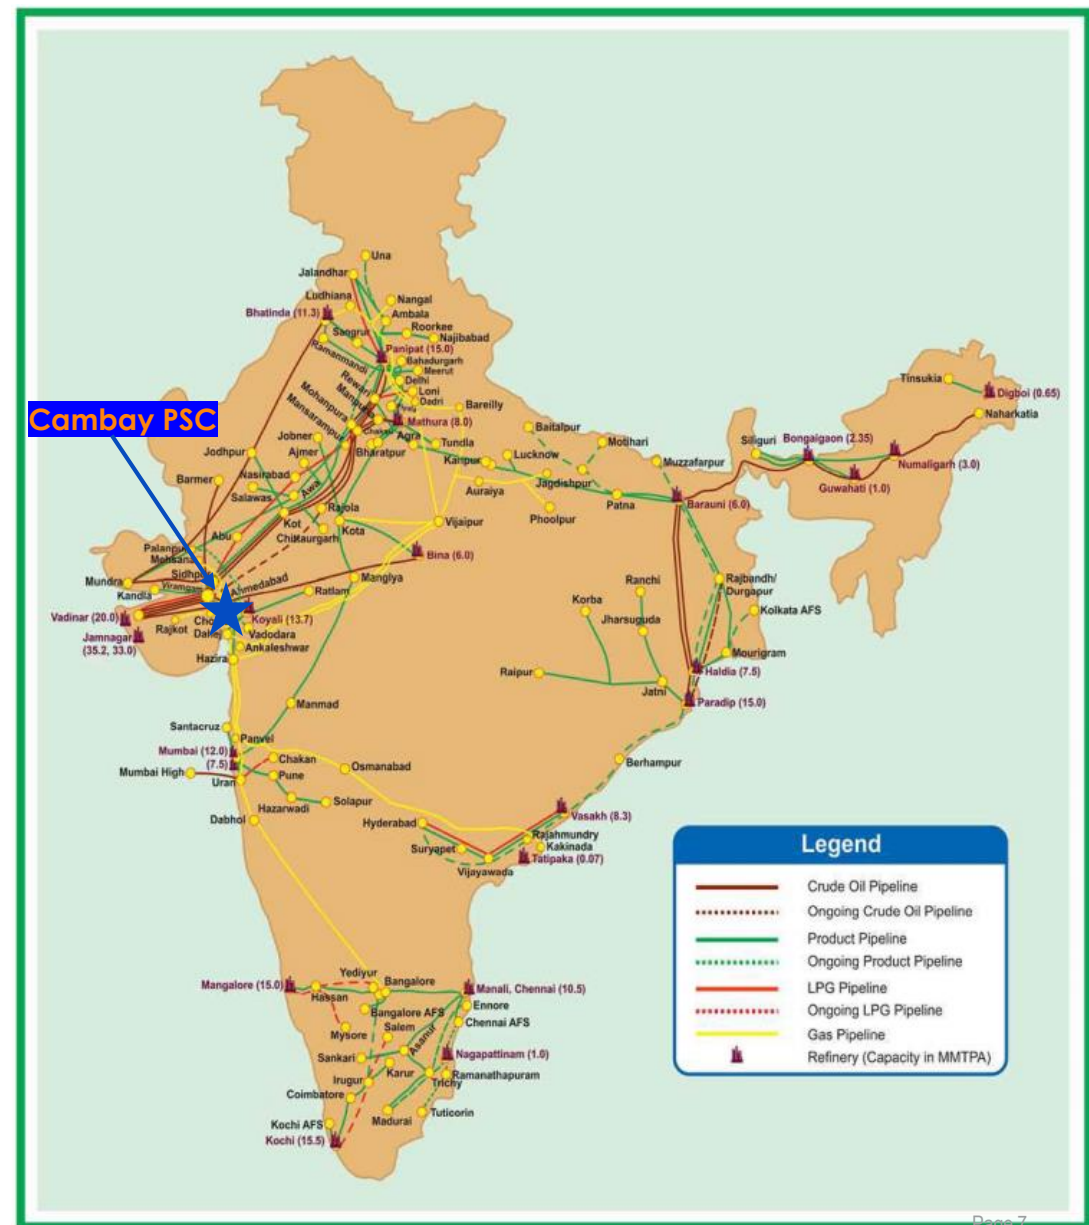 Una
Jalandhar
Ludhiana
Nangal
Bhatinda (11.3)
Ambala
Sangrur
Roorkee
Najibabad
Ramanmandi
Panipat (15.0)
Bahadurgarh
Meerut
Delhi
Rewari
Loni
Dadri
Mohanpura
Mansarampur
Mathura (8.0)
Bareilly
Cambay PSC
Tinsukia
Digboi (0.65)
Naharkatia
Baitalpur
Jobner
Agra
Tundla
Motihari
Siliguri
Bongaigaon (2.35)
Jodhpur
Ajmer
Bharatpur
Kanpur
Lucknow
Muzzafarpur
Numaligarh (3.0)
Barmer
Nasirabad
Salawas
Awa
Auraiya
Jagdishpur
Guwahati (1.0)
Patna
Barauni (6.0)
Rajola
Kot
Kota
Vijaipur
Phoolpur
Abu
Palanpur
Bina (6.0)
Sidhpur
Mundra
Kandla
Viramgam
Ahmedabad
Ratlam
Manglya
Ranchi
Rajbandh/
Durgapur
Korba
Kolkata AFS
Vadinar (20.0)
Koyali (13.7)
Jharsuguda
Rajkot
Vadodara
Jamnagar
(35.2, 33.0)
Dahej
Ankaleshwar
Mourigram
Hazira
Raipur
Haldia (7.5)
Jatni
Paradip (15.0)
Manmad
Santacruz
Panvel
Mumbai (12.0)
(7.5)
Chakan
Osmanabad
Berhampur
Mumbai High
Uran
Pune
Hazarwadi
Solapur
Dabhol
Hyderabad
Vasakh (8.3)
Rajahmundry
Suryapet
Kakinada
Tatipaka (0.07)
Vijayawada
Legend
Crude Oil Pipeline
Ongoing Crude Oil Pipeline
Product Pipeline
Ongoing Product Pipeline
LPG Pipeline
Ongoing LPG Pipeline
Gas Pipeline
Refinery (Capacity in MMTPA)
Mangalore (15.0)
Yediyur
Bangalore
Manali, Chennai (10.5)
Hassan
Ennore
Bangalore AFS
Chennai AFS
Mysore
Salem
Asanur
Sankari
Nagapattinam (1.0)
Karur
Ramanathapuram
Irugur
Trichy
Coimbatore
Madurai
Tuticorin
Kochi AFS
Kochi (15.5)
Page 7